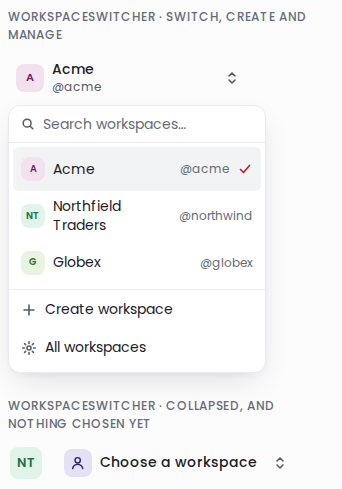 WORKSPACESWITCHER · SWITCH, CREATE AND
MANAGE
A
Acme
@acme
Search workspaces...
A Acme @acme
NT Northfield
Traders @northwind
G Globex @globex
Create workspace
All workspaces
WORKSPACESWITCHER · COLLAPSED, AND
NOTHING CHOSEN YET
NT Choose a workspace